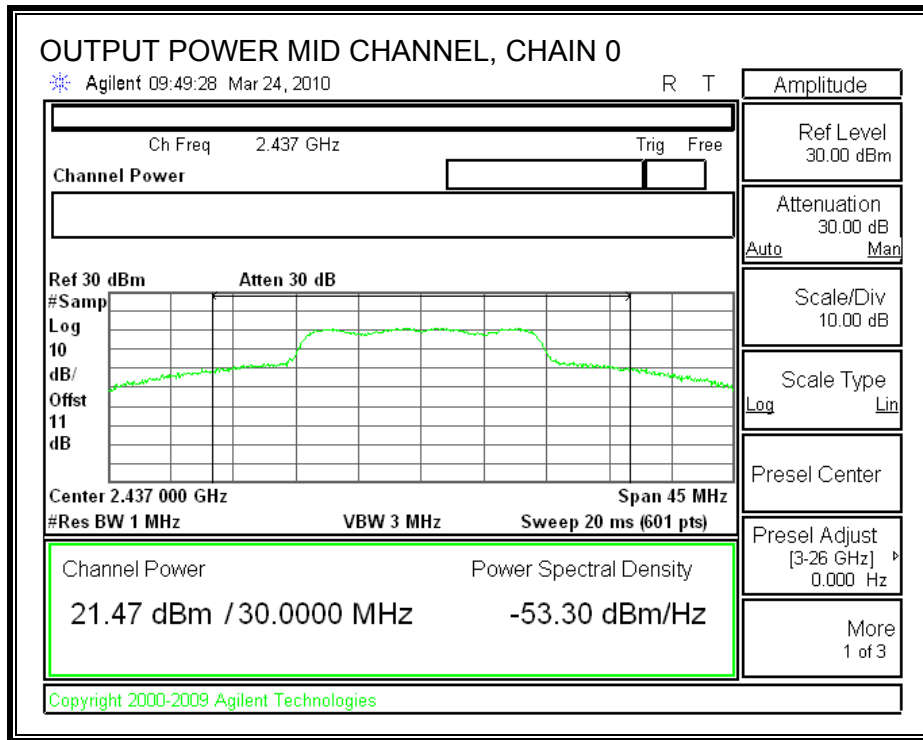 OUTPUT POWER MID CHANNEL, CHAIN 0
Agilent 09:49:28 Mar 24, 2010 R T
Ch Freq 2.437 GHz Trig Free
Channel Power
Ref 30 dBm Atten 30 dB
#Samp
Log
10
dB/
Offst
11
dB
Center 2.437 000 GHz Span 45 MHz
#Res BW 1 MHz VBW 3 MHz Sweep 20 ms (601 pts)
Channel Power Power Spectral Density
21.47 dBm / 30.0000 MHz -53.30 dBm/Hz
Copyright 2000-2009 Agilent Technologies
Amplitude
Ref Level
30.00 dBm
Attenuation
30.00 dB
Auto Man
Scale/Div
10.00 dB
Scale Type
Log Lin
Presel Center
Presel Adjust
[3-26 GHz]
0.000 Hz
More
1 of 3